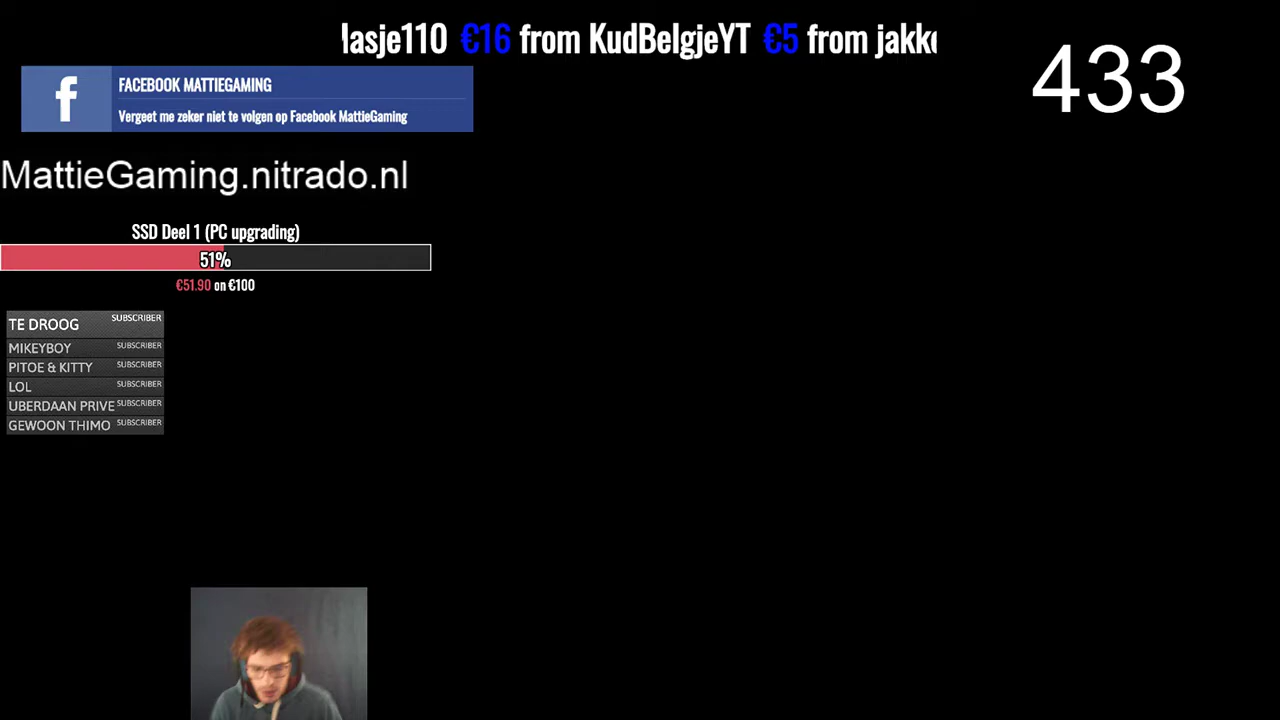 lasje110 €16 from KudBelgjeYT €5 from jakk
433
FACEBOOK MATTIEGAMING
Vergeet me zeker niet te volgen op Facebook MattieGaming
MattieGaming.nitrado.nl
SSD Deel 1 (PC upgrading)
51%
€51.90 on €100
TE DROOG SUBSCRIBER
MIKEYBOY SUBSCRIBER
PITOE & KITTY SUBSCRIBER
LOL SUBSCRIBER
UBERDAAN PRIVE SUBSCRIBER
GEWOON THIMO SUBSCRIBER